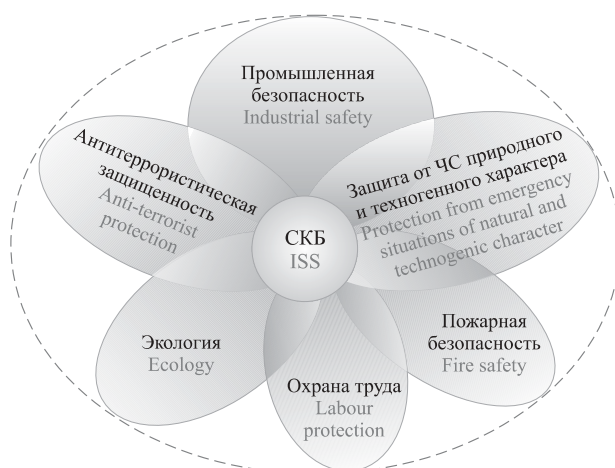 Промышленная
безопасность
Industrial safety
Антитеррористическая
защищенность
Anti-terrorist
protection
Защита от ЧС природного
и техногенного характера
Protection from emergency
situations of natural and
technogenic character
СКБ
ISS
Экология
Ecology
Охрана труда
Labour
protection
Пожарная
безопасность
Fire safety